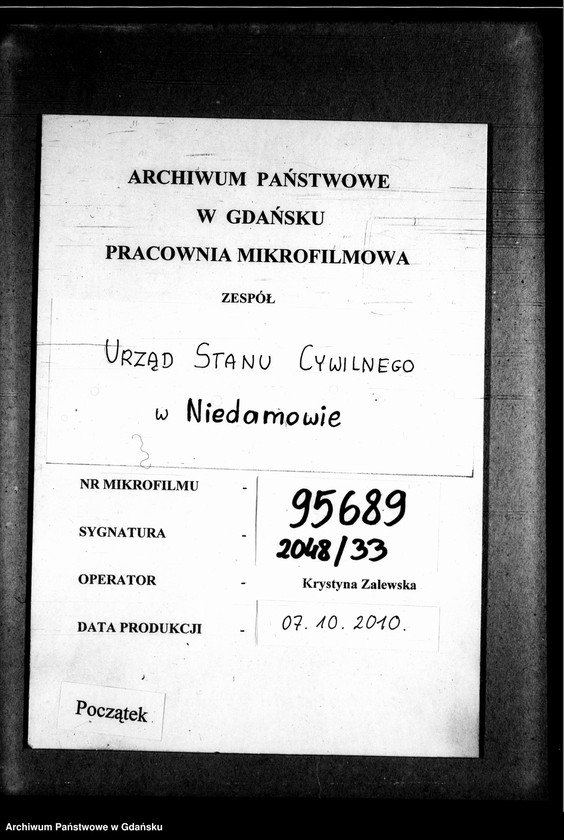 ARCHIWUM PAŃSTWOWE
W GDAŃSKU
PRACOWNIA MIKROFILMOWA
ZESPÓŁ
URZĄD STANU CYWILNEGO
w Niedamowie
NR MIKROFILMU - 95689
SYGNATURA - 2048/33
OPERATOR - Krystyna Zalewska
DATA PRODUKCJI - 07.10.2010.
Początek
Archiwum Państwowe w Gdańsku